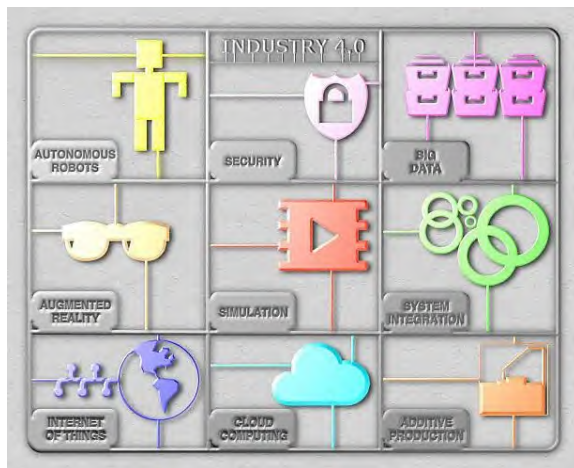 INDUSTRY 4.0
AUTONOMOUS
ROBOTS
SECURITY
BIG
DATA
AUGMENTED
REALITY
SIMULATION
SYSTEM
INTEGRATION
INTERNET
OF THINGS
CLOUD
COMPUTING
ADDITIVE
PRODUCTION